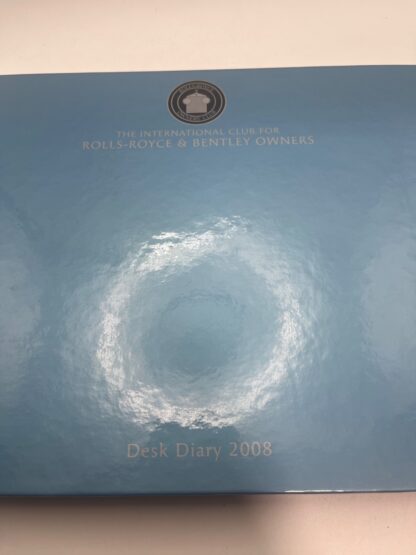 THE INTERNATIONAL CLUB FOR
ROLLS-ROYCE & BENTLEY OWNERS
Desk Diary 2008